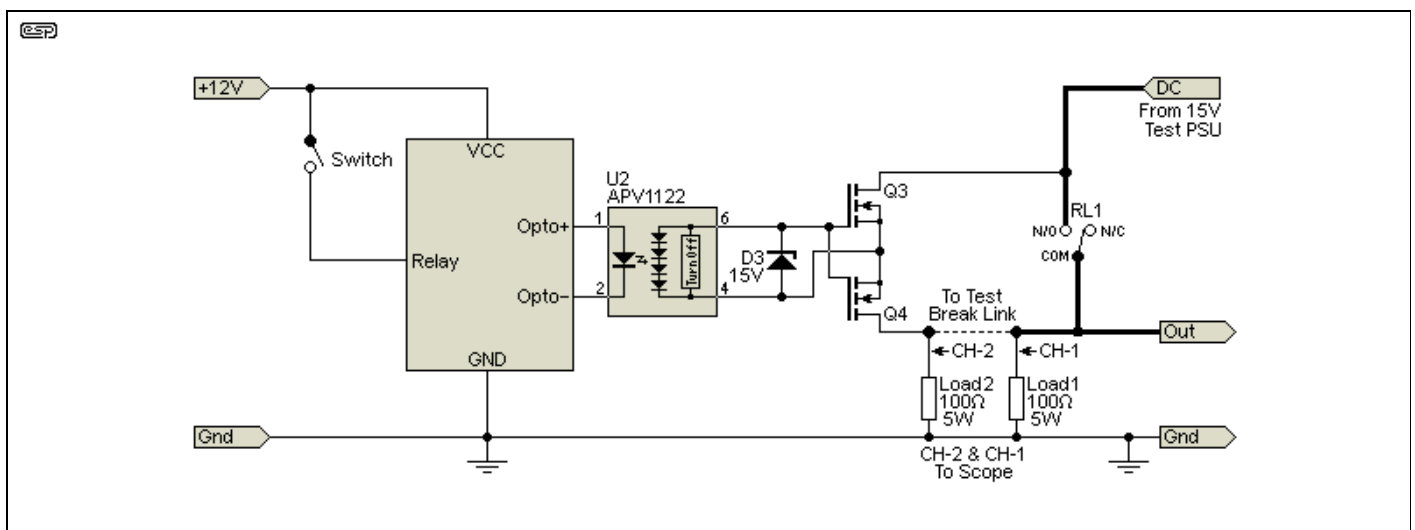 esp
+12V
DC
From 15V
Test PSU
Switch
VCC
U2
APV1122
Q3
RL1
N/O
N/C
Opto+
1
6
COM
Relay
D3
15V
Turn Off
Opto–
2
4
To Test
Break Link
Q4
Out
CH-2
CH-1
GND
Load2
100Ω
5W
Load1
100Ω
5W
Gnd
Gnd
CH-2 & CH-1
To Scope